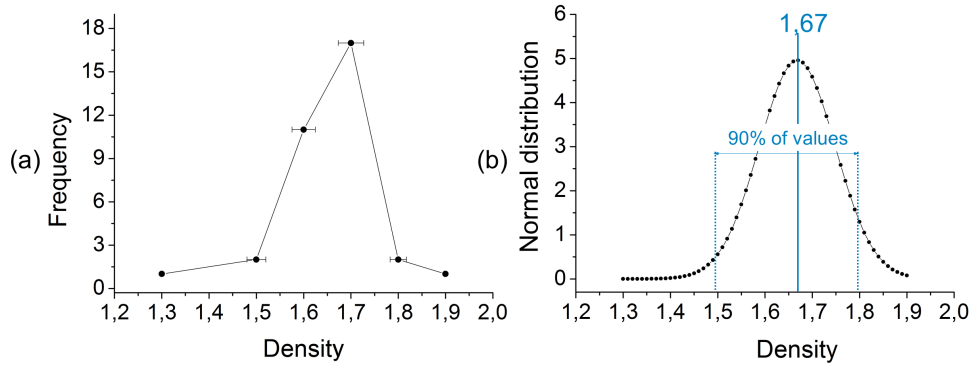 (a)
Frequency
18
15
12
9
6
3
0
1,2 1,3 1,4 1,5 1,6 1,7 1,8 1,9 2,0
Density
(b)
Normal distribution
6
5
4
3
2
1
0
1,67
90% of values
1,2 1,3 1,4 1,5 1,6 1,7 1,8 1,9 2,0
Density